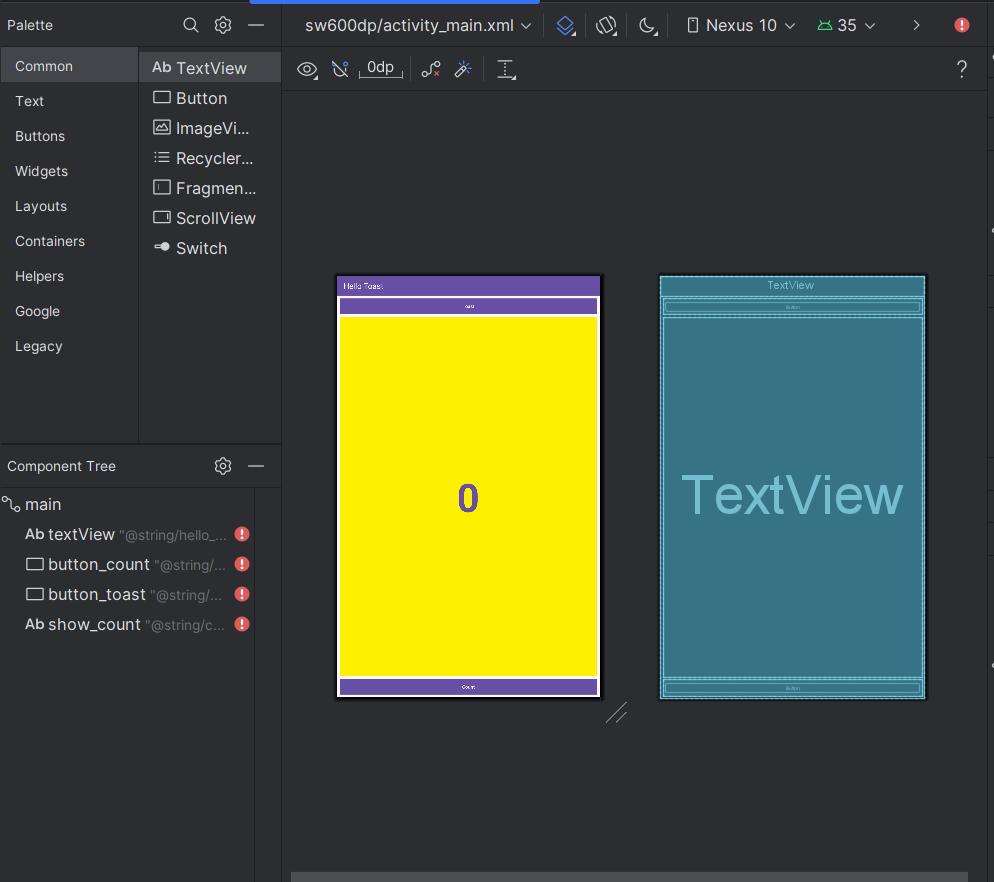 Palette
sw600dp/activity_main.xml
Nexus 10
35
Common
Text
Buttons
Widgets
Layouts
Containers
Helpers
Google
Legacy
Ab TextView
Button
ImageVi...
Recycler...
Fragmen...
ScrollView
Switch
0dp
?
Component Tree
main
Ab textView "@string/hello_...
button_count "@string/...
button_toast "@string/...
Ab show_count "@string/c...
Hello Toast
0
Count
TextView
Button
TextView
Button